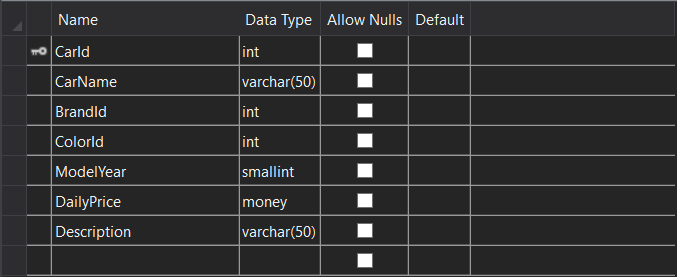 Name Data Type Allow Nulls Default
CarId int
CarName varchar(50)
BrandId int
ColorId int
ModelYear smallint
DailyPrice money
Description varchar(50)